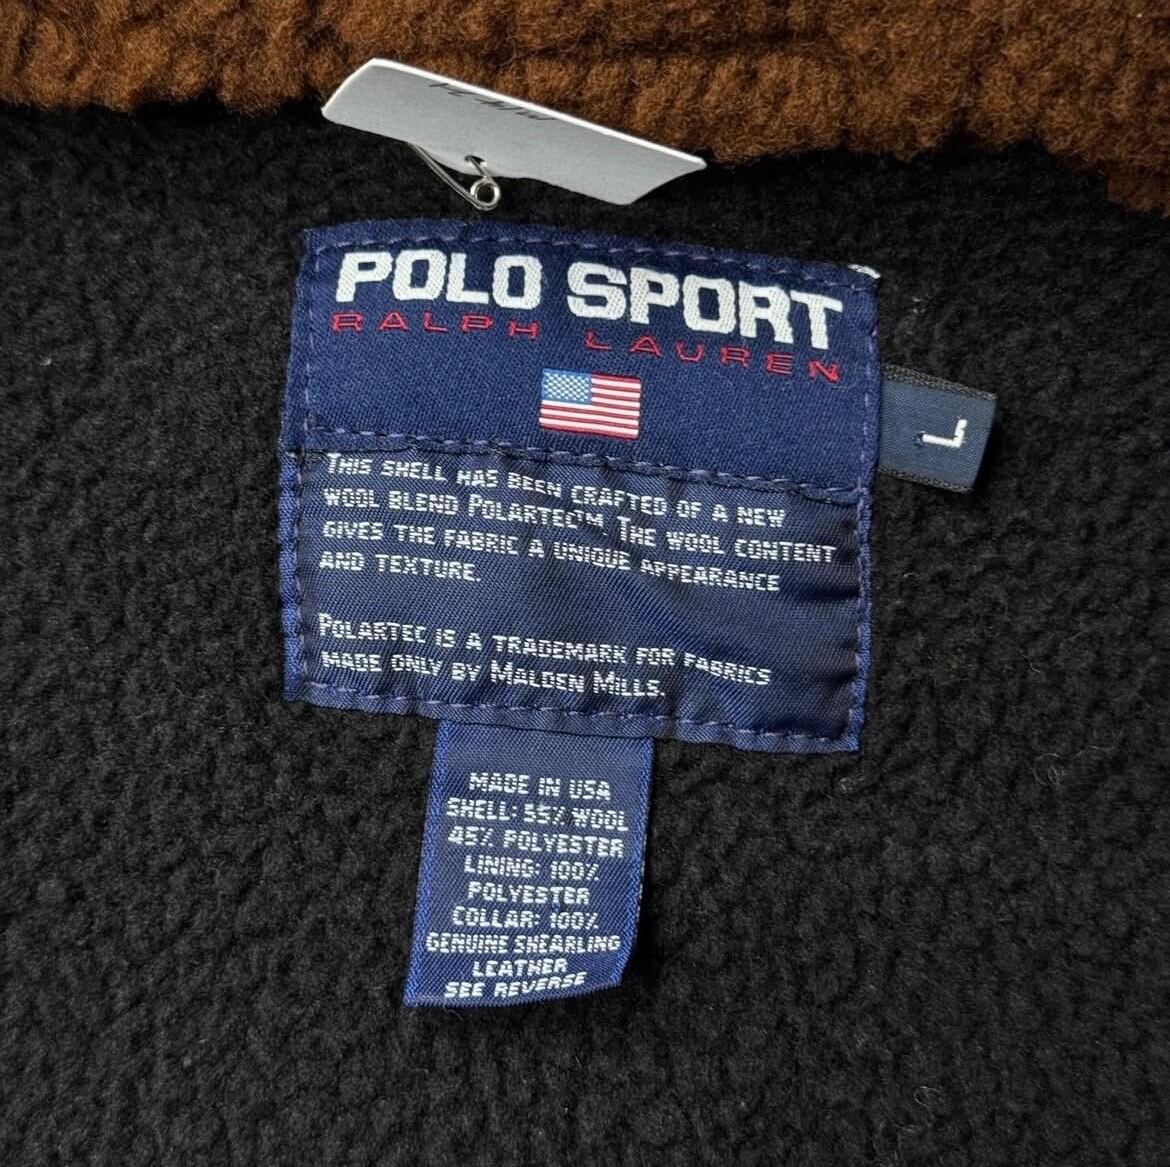 POLO SPORT
RALPH LAUREN
L
THIS SHELL HAS BEEN CRAFTED OF A NEW
WOOL BLEND POLARTEC™. THE WOOL CONTENT
GIVES THE FABRIC A UNIQUE APPEARANCE
AND TEXTURE.
POLARTEC IS A TRADEMARK FOR FABRICS
MADE ONLY BY MALDEN MILLS.
MADE IN USA
SHELL: 55% WOOL
45% POLYESTER
LINING: 100%
POLYESTER
COLLAR: 100%
GENUINE SHEARLING
LEATHER
SEE REVERSE